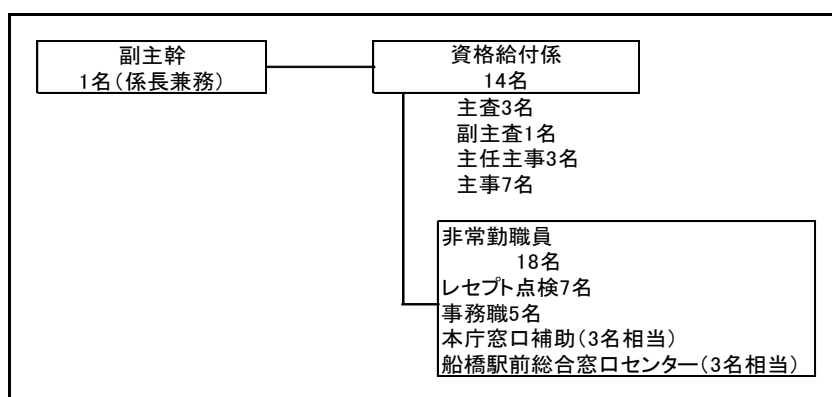 副主幹
1名(係長兼務)
資格給付係
14名
主査3名
副主査1名
主任主事3名
主事7名
非常勤職員
18名
レセプト点検7名
事務職5名
本庁窓口補助(3名相当)
船橋駅前総合窓口センター(3名相当)